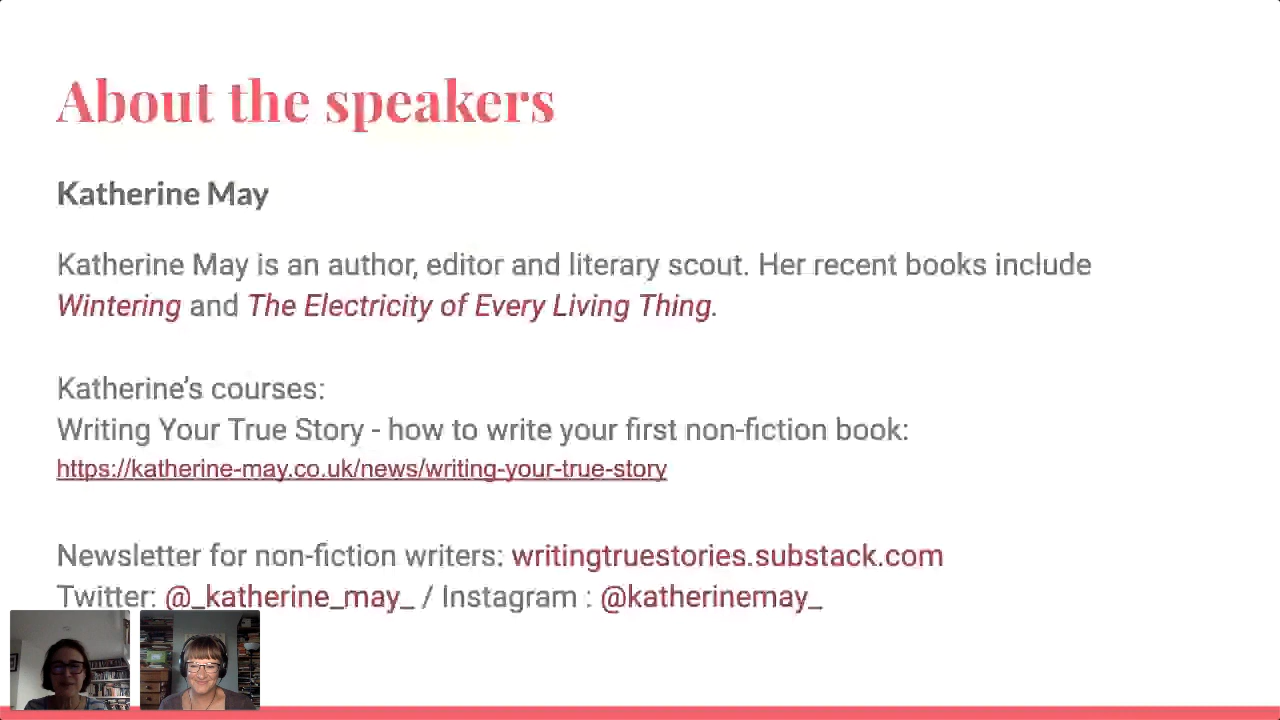 About the speakers
Katherine May
Katherine May is an author, editor and literary scout. Her recent books include
Wintering and The Electricity of Every Living Thing.
Katherine’s courses:
Writing Your True Story - how to write your first non-fiction book:
https://katherine-may.co.uk/news/writing-your-true-story
Newsletter for non-fiction writers: writingtruestories.substack.com
Twitter: @_katherine_may_ / Instagram : @katherinemay_